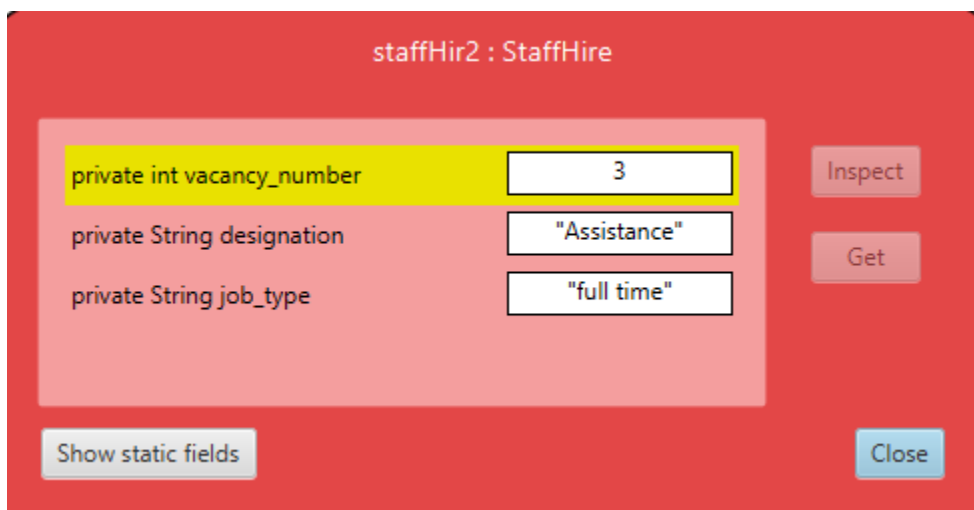 staffHir2 : StaffHire
private int vacancy_number 3
Inspect
private String designation "Assistance"
Get
private String job_type "full time"
Show static fields
Close